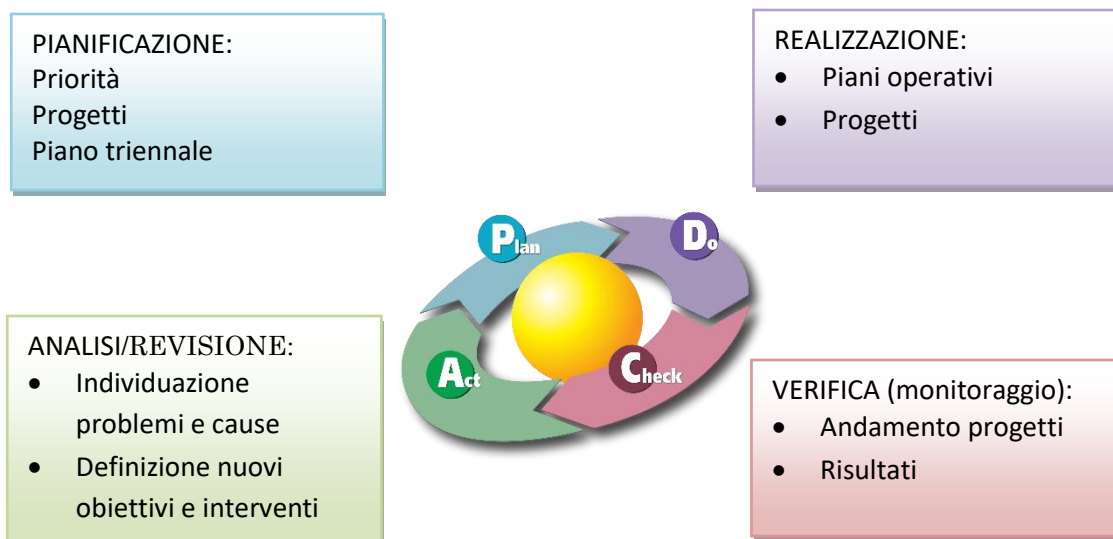 PIANIFICAZIONE:
Priorità
Progetti
Piano triennale
REALIZZAZIONE:
• Piani operativi
• Progetti
Plan
Do
Act
Check
ANALISI/REVISIONE:
• Individuazione
problemi e cause
• Definizione nuovi
obiettivi e interventi
VERIFICA (monitoraggio):
• Andamento progetti
• Risultati